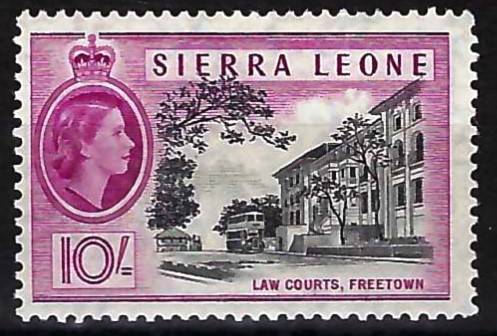 SIERRA LEONE
10/-
LAW COURTS, FREETOWN